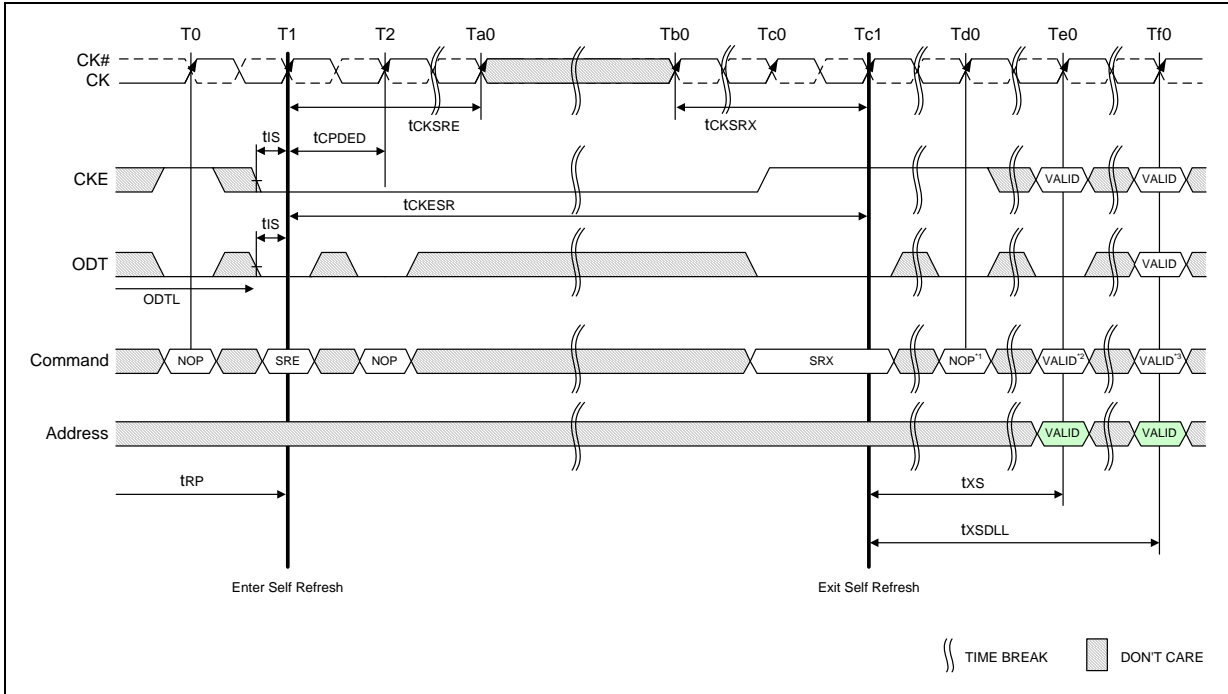 T0 T1 T2 Ta0 Tb0 Tc0 Tc1 Td0 Te0 Tf0
CK#
CK
tCKSRE tCKSRX
tIS tCPDED
CKE VALID VALID
tCKESR
tIS
ODT VALID
ODTL
Command NOP SRE NOP SRX NOP*1 VALID*2 VALID*3
Address VALID VALID
tRP tXS
tXSDLL
Enter Self Refresh Exit Self Refresh
TIME BREAK DON'T CARE